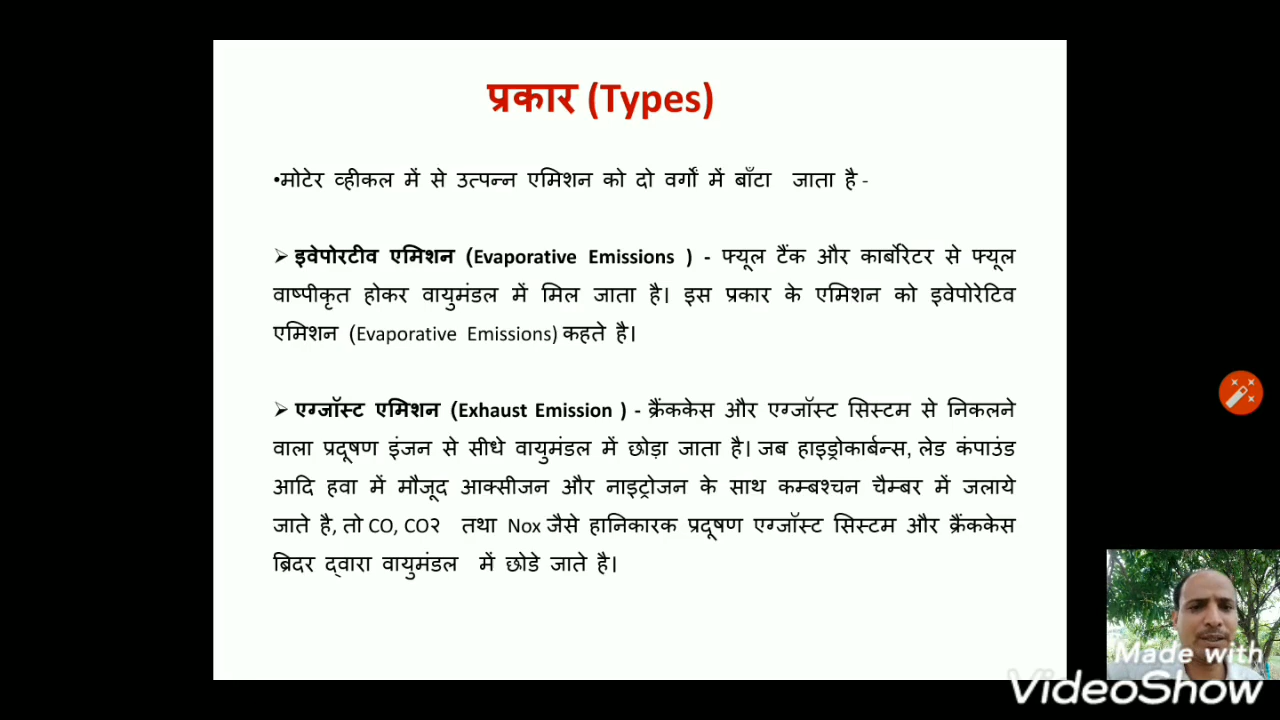 प्रकार (Types)
•मोटेर व्हीकल में से उत्पन्न एमिशन को दो वर्गों में बाँटा जाता है -
➢ इवेपोरटीव एमिशन (Evaporative Emissions ) - फ्यूल टैंक और कार्बोरेटर से फ्यूल
वाष्पीकृत होकर वायुमंडल में मिल जाता है। इस प्रकार के एमिशन को इवेपोरेटिव
एमिशन (Evaporative Emissions) कहते है।
➢ एग्जॉस्ट एमिशन (Exhaust Emission ) - क्रैंककेस और एग्जॉस्ट सिस्टम से निकलने
वाला प्रदूषण इंजन से सीधे वायुमंडल में छोड़ा जाता है। जब हाइड्रोकार्बन्स, लेड कंपाउंड
आदि हवा में मौजूद आक्सीजन और नाइट्रोजन के साथ कम्बश्चन चैम्बर में जलाये
जाते है, तो CO, CO२ तथा Nox जैसे हानिकारक प्रदूषण एग्जॉस्ट सिस्टम और क्रैंककेस
ब्रिदर द्वारा वायुमंडल में छोडे जाते है।
Made with
VideoShow